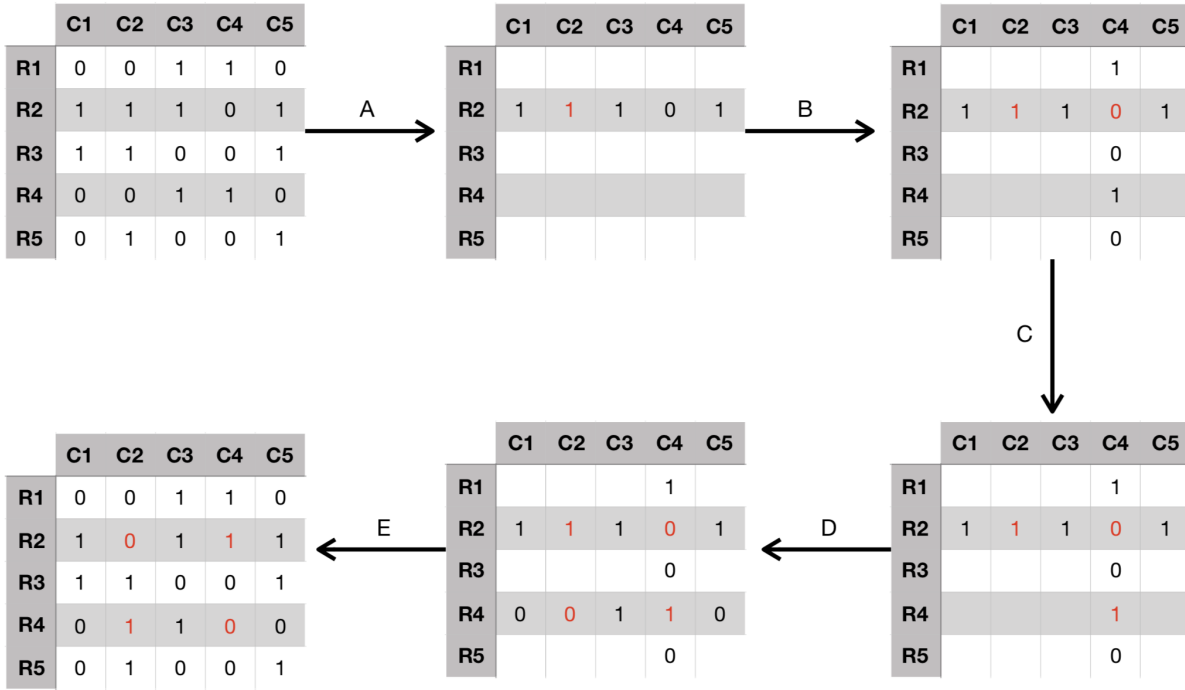 C1 C2 C3 C4 C5
R1 0 0 1 1 0
R2 1 1 1 0 1
R3 1 1 0 0 1
R4 0 0 1 1 0
R5 0 1 0 0 1
A
C1 C2 C3 C4 C5
R1
R2 1 1 1 0 1
R3
R4
R5
B
C1 C2 C3 C4 C5
R1 1
R2 1 1 1 0 1
R3 0
R4 1
R5 0
C
C1 C2 C3 C4 C5
R1 1
R2 1 1 1 0 1
R3 0
R4 1
R5 0
D
C1 C2 C3 C4 C5
R1 1
R2 1 1 1 0 1
R3 0
R4 0 0 1 1 0
R5 0
E
C1 C2 C3 C4 C5
R1 0 0 1 1 0
R2 1 0 1 1 1
R3 1 1 0 0 1
R4 0 1 1 0 0
R5 0 1 0 0 1